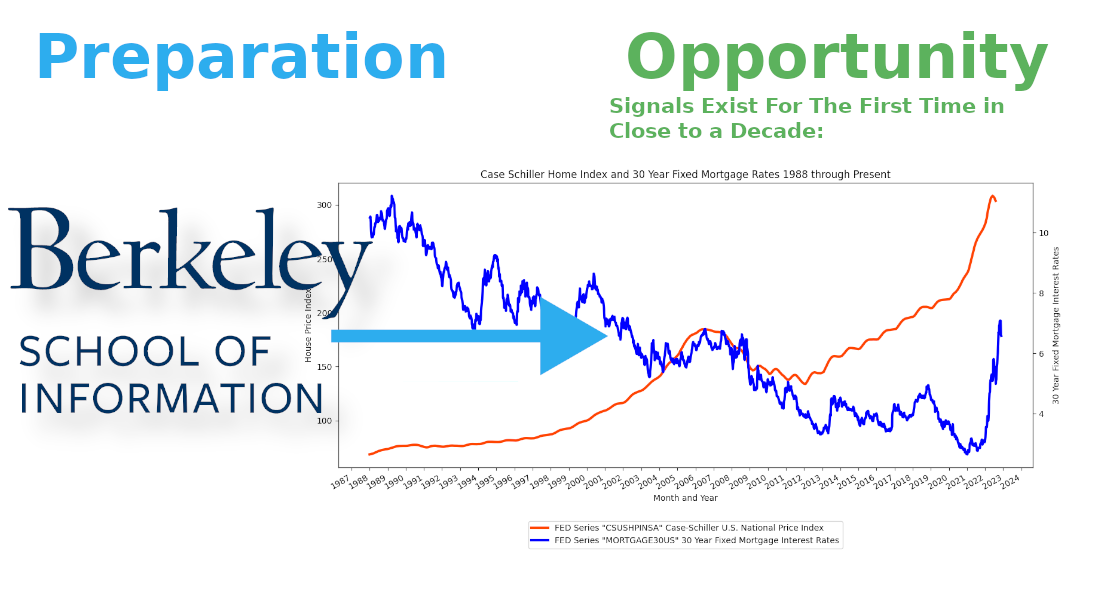 Preparation
Opportunity
Signals Exist For The First Time in
Close to a Decade:
Berkeley
SCHOOL OF
INFORMATION
Case Schiller Home Index and 30 Year Fixed Mortgage Rates 1988 through Present
300
250
200
150
100
House Price Index
10
8
6
4
30 Year Fixed Mortgage Interest Rates
1987 1988 1989 1990 1991 1992 1993 1994 1995 1996 1997 1998 1999 2000 2001 2002 2003 2004 2005 2006 2007 2008 2009 2010 2011 2012 2013 2014 2015 2016 2017 2018 2019 2020 2021 2022 2023 2024
Month and Year
FED Series "CSUSHPINSA" Case-Schiller U.S. National Price Index
FED Series "MORTGAGE30US" 30 Year Fixed Mortgage Interest Rates